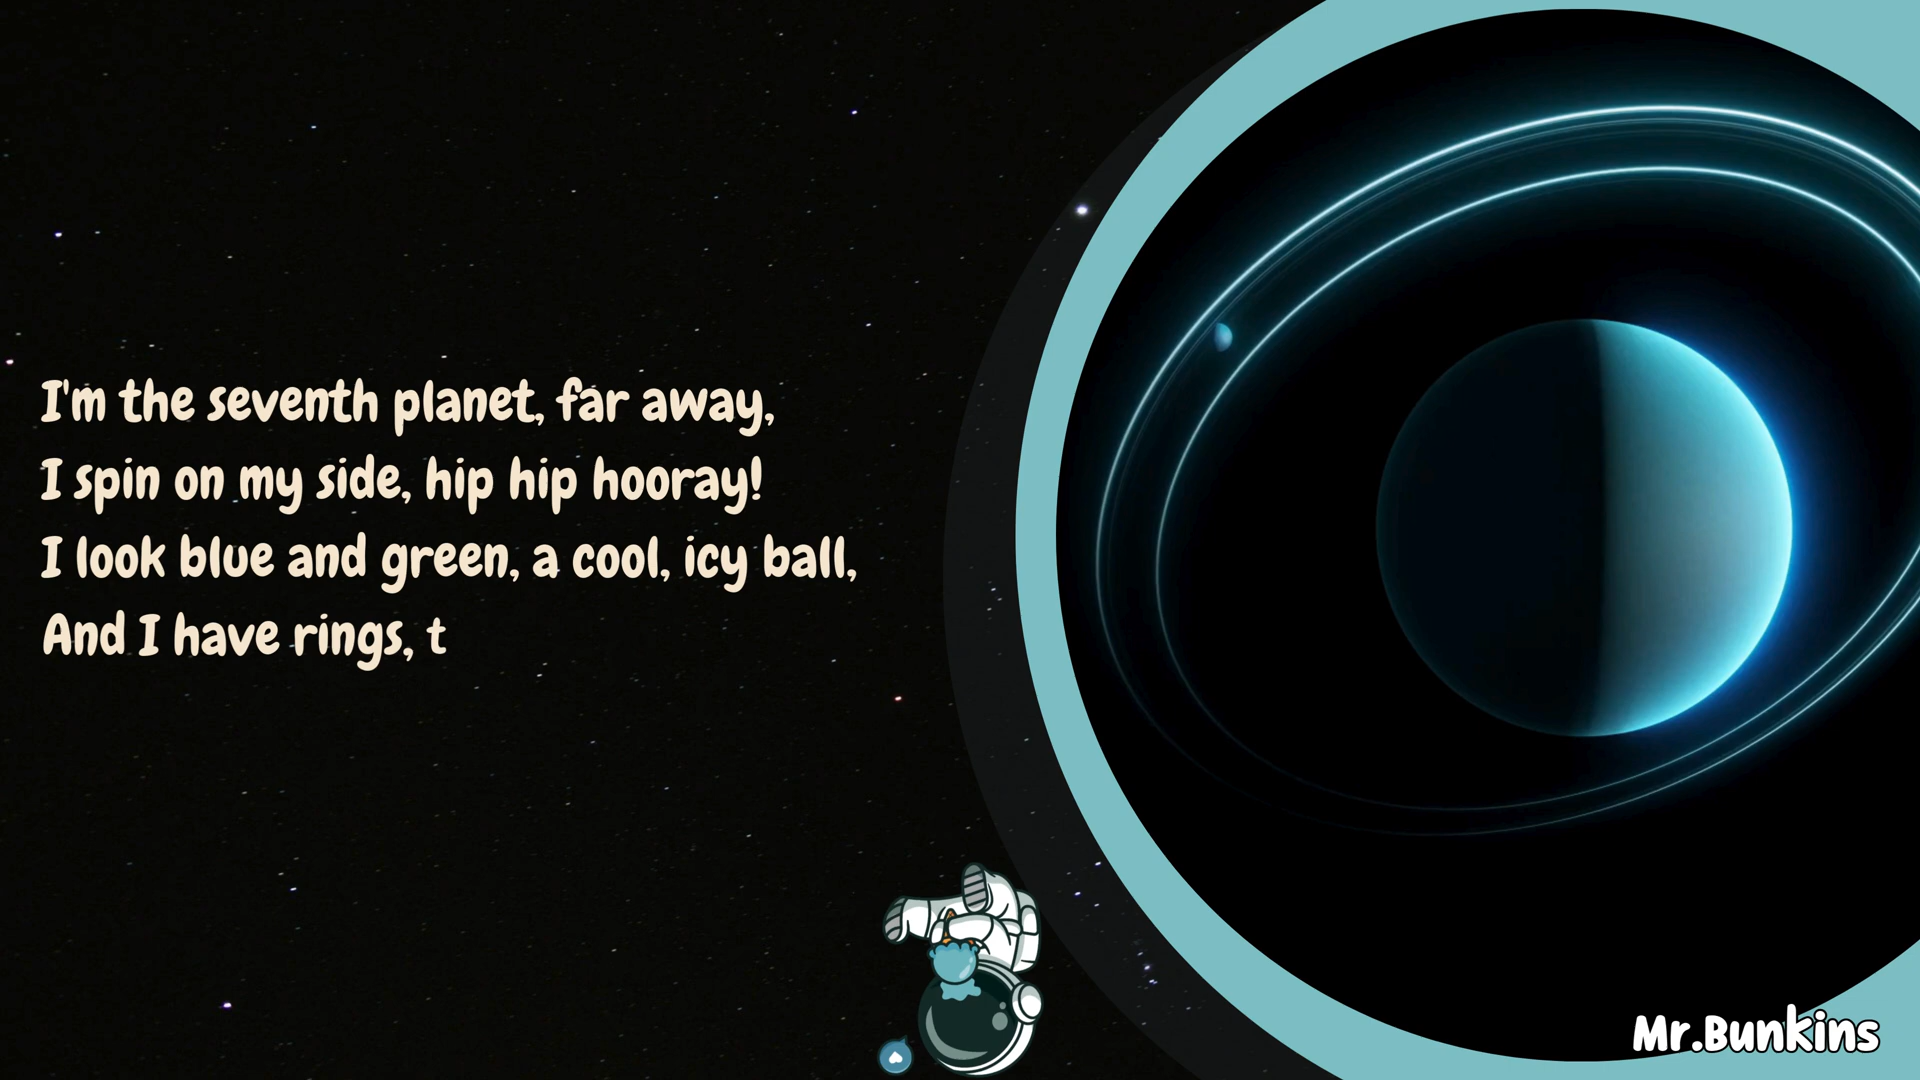 I'm the seventh planet, far away,
I spin on my side, hip hip hooray!
I look blue and green, a cool, icy ball,
And I have rings, t
Mr.Bunkins